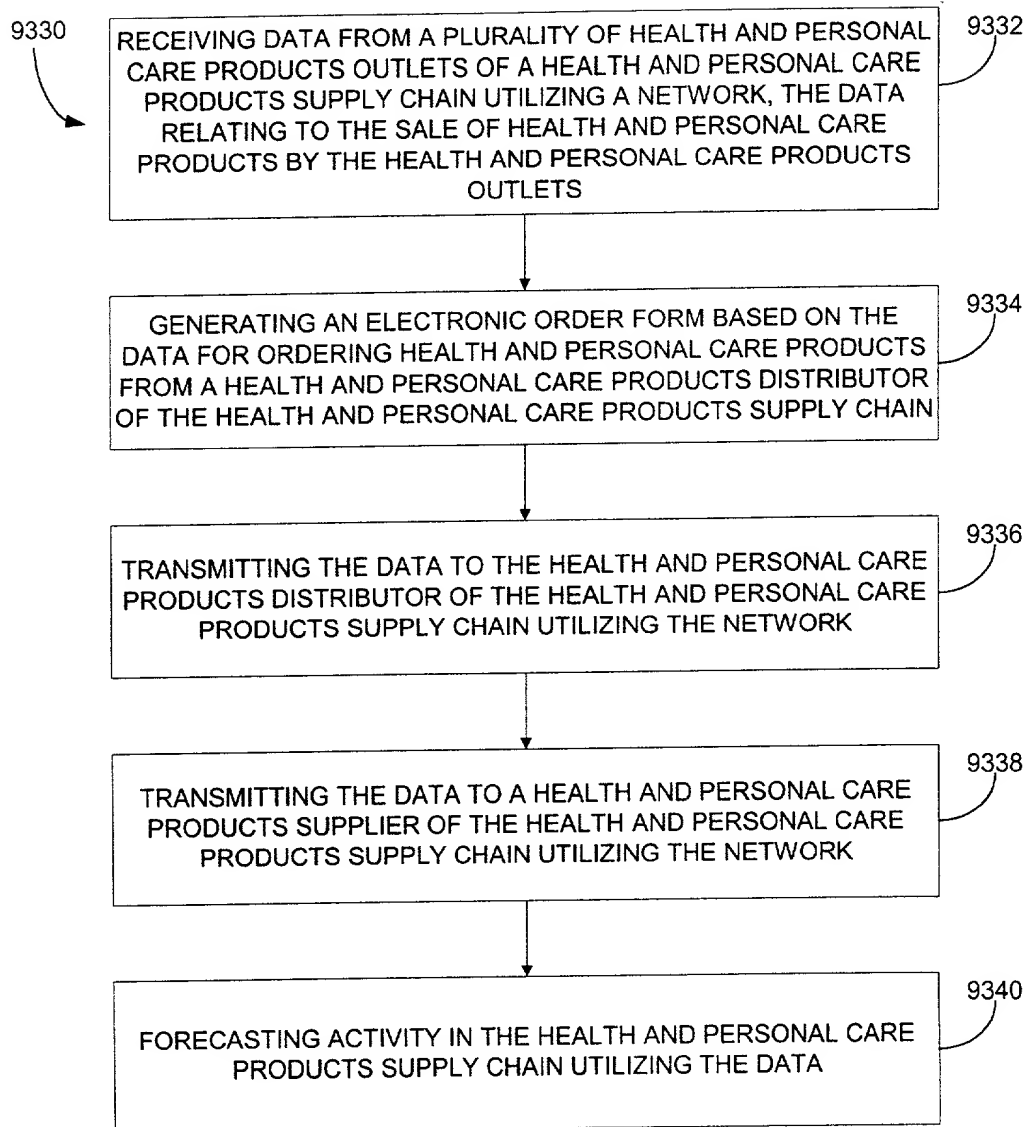 9330
9332
RECEIVING DATA FROM A PLURALITY OF HEALTH AND PERSONAL
CARE PRODUCTS OUTLETS OF A HEALTH AND PERSONAL CARE
PRODUCTS SUPPLY CHAIN UTILIZING A NETWORK, THE DATA
RELATING TO THE SALE OF HEALTH AND PERSONAL CARE
PRODUCTS BY THE HEALTH AND PERSONAL CARE PRODUCTS
OUTLETS
9334
GENERATING AN ELECTRONIC ORDER FORM BASED ON THE
DATA FOR ORDERING HEALTH AND PERSONAL CARE PRODUCTS
FROM A HEALTH AND PERSONAL CARE PRODUCTS DISTRIBUTOR
OF THE HEALTH AND PERSONAL CARE PRODUCTS SUPPLY CHAIN
9336
TRANSMITTING THE DATA TO THE HEALTH AND PERSONAL CARE
PRODUCTS DISTRIBUTOR OF THE HEALTH AND PERSONAL CARE
PRODUCTS SUPPLY CHAIN UTILIZING THE NETWORK
9338
TRANSMITTING THE DATA TO A HEALTH AND PERSONAL CARE
PRODUCTS SUPPLIER OF THE HEALTH AND PERSONAL CARE
PRODUCTS SUPPLY CHAIN UTILIZING THE NETWORK
9340
FORECASTING ACTIVITY IN THE HEALTH AND PERSONAL CARE
PRODUCTS SUPPLY CHAIN UTILIZING THE DATA